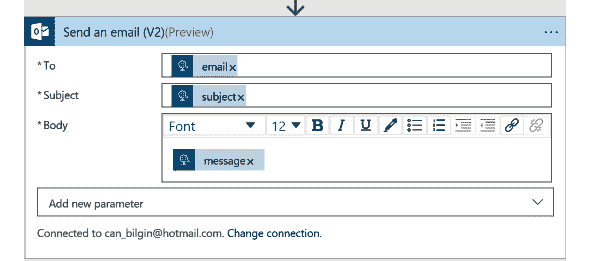 Send an email (V2)(Preview) ...
* To email x
* Subject subject x
* Body Font 12 B I U
message x
Add new parameter
Connected to can_bilgin@hotmail.com. Change connection.